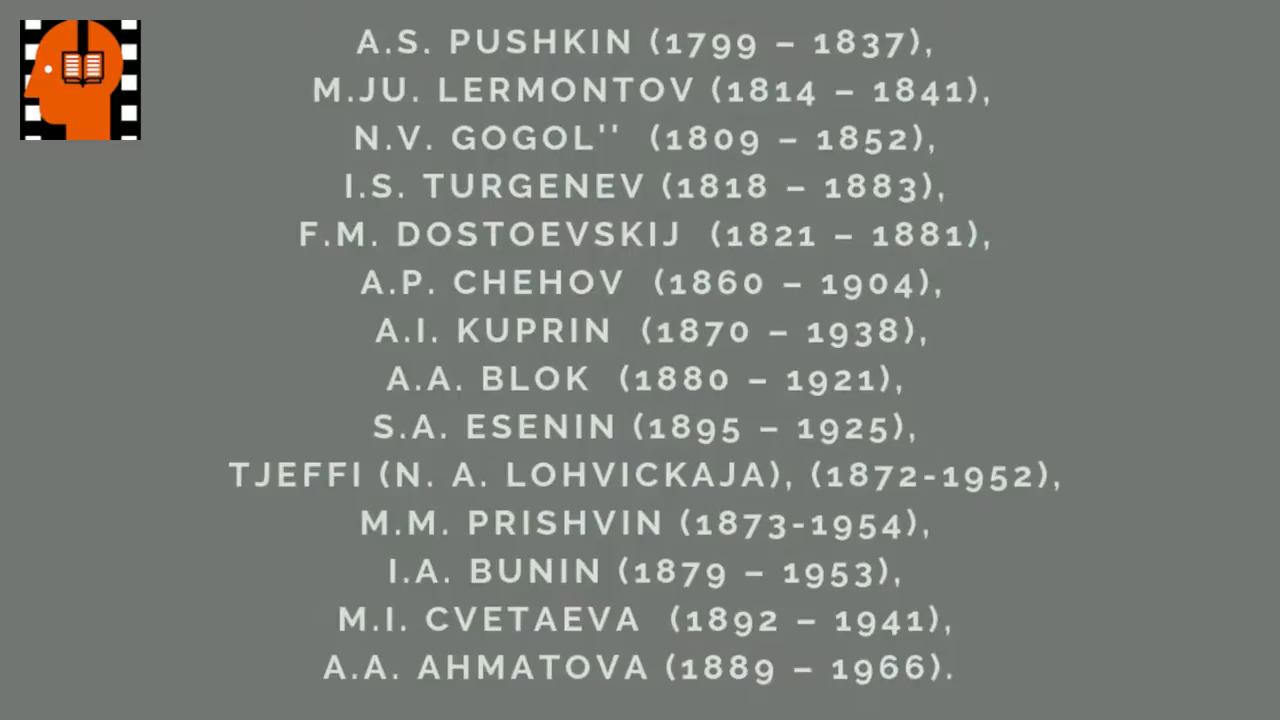 A.S. PUSHKIN (1799 – 1837),
M.JU. LERMONTOV (1814 – 1841),
N.V. GOGOL'' (1809 – 1852),
I.S. TURGENEV (1818 – 1883),
F.M. DOSTOEVSKIJ (1821 – 1881),
A.P. CHEHOV (1860 – 1904),
A.I. KUPRIN (1870 – 1938),
A.A. BLOK (1880 – 1921),
S.A. ESENIN (1895 – 1925),
TJEFFI (N. A. LOHVICKAJA), (1872-1952),
M.M. PRISHVIN (1873-1954),
I.A. BUNIN (1879 – 1953),
M.I. CVETAEVA (1892 – 1941),
A.A. AHMATOVA (1889 – 1966).